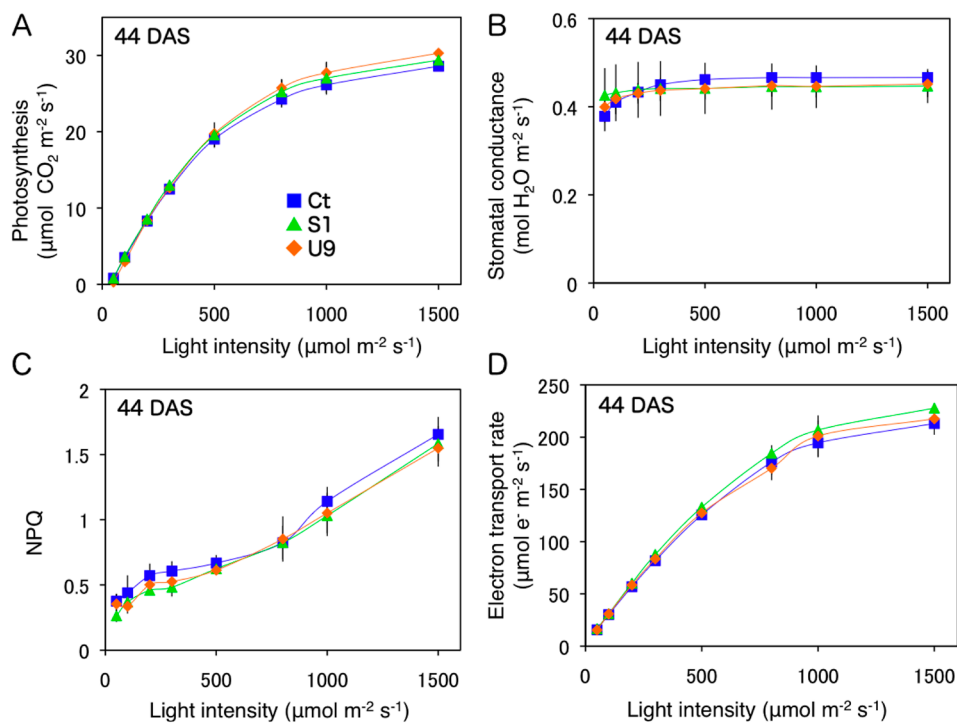 A
44 DAS
Photosynthesis
(μmol CO₂ m⁻² s⁻¹)
40
30
20
10
0
Ct
S1
U9
0 500 1000 1500
Light intensity (μmol m⁻² s⁻¹)
B
44 DAS
Stomatal conductance
(mol H₂O m⁻² s⁻¹)
0.6
0.4
0.2
0
0 500 1000 1500
Light intensity (μmol m⁻² s⁻¹)
C
44 DAS
NPQ
2
1.5
1
0.5
0
0 500 1000 1500
Light intensity (μmol m⁻² s⁻¹)
D
44 DAS
Electron transport rate
(μmol e⁻ m⁻² s⁻¹)
250
200
150
100
50
0
0 500 1000 1500
Light intensity (μmol m⁻² s⁻¹)